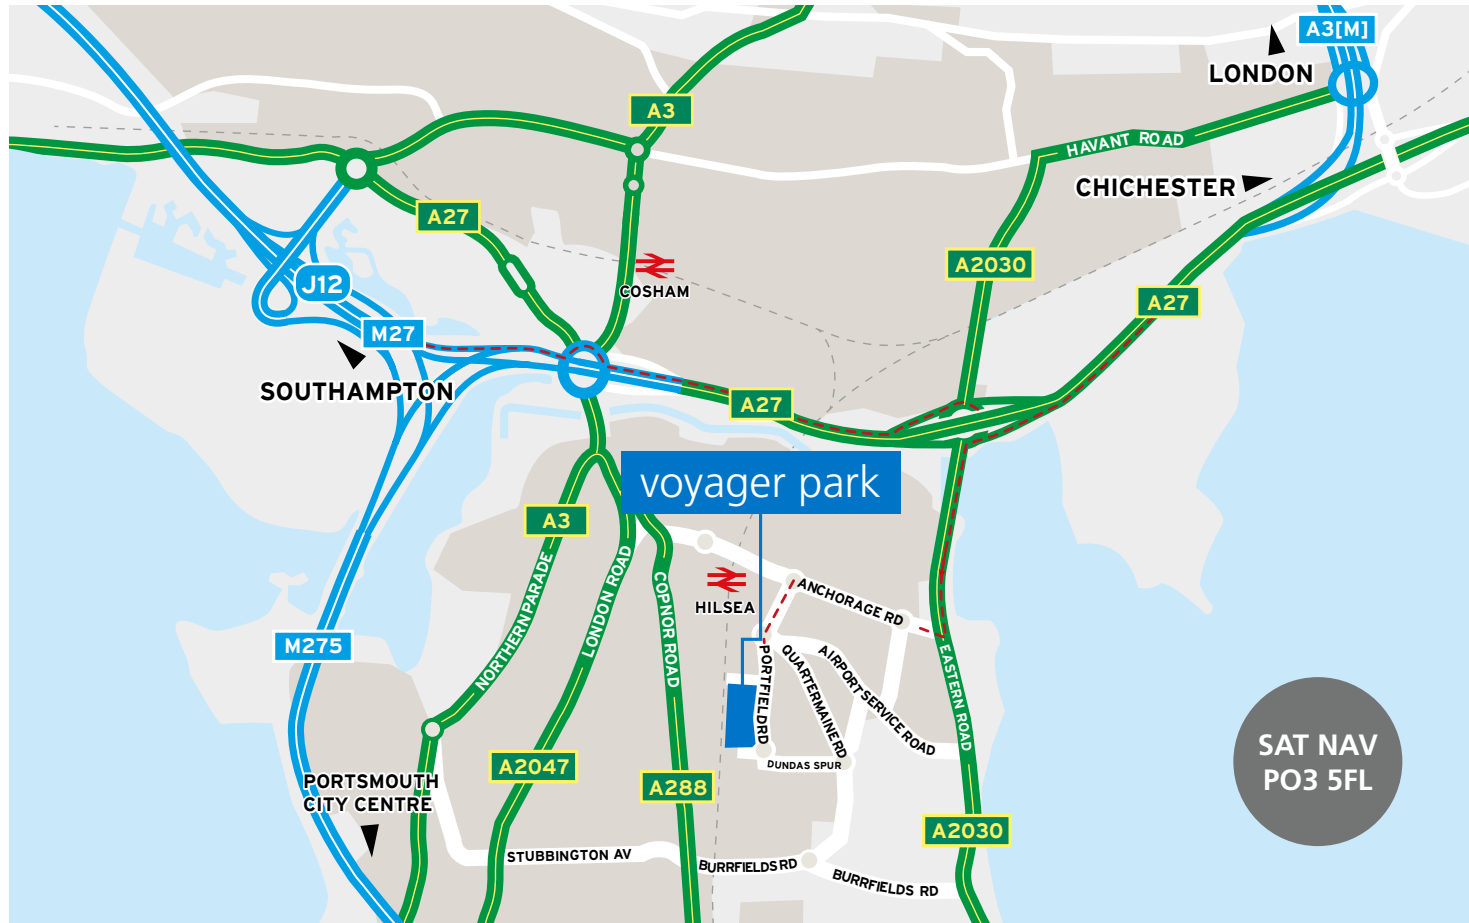 A3[M]
LONDON
A3
HAVANT ROAD
CHICHESTER
A27
A2030
COSHAM
J12
A27
M27
SOUTHAMPTON
A27
voyager park
A3
NORTHERN PARADE
LONDON ROAD
COPNOR ROAD
HILSEA
ANCHORAGE RD
M275
PORTFIELD RD
QUARTERMAINE RD
AIRPORT SERVICE ROAD
EASTERN ROAD
DUNDAS SPUR
SAT NAV
PO3 5FL
A2047
A288
PORTSMOUTH
CITY CENTRE
A2030
STUBBINGTON AV
BURRFIELDS RD
BURRFIELDS RD